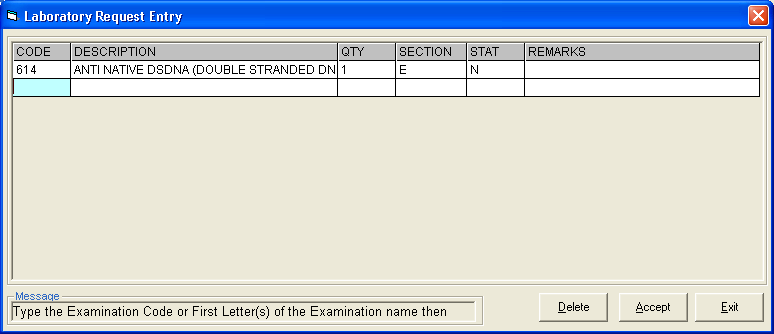 Laboratory Request Entry
CODE DESCRIPTION QTY SECTION STAT REMARKS
614 ANTI NATIVE DSDNA (DOUBLE STRANDED DN 1 E N
Message
Type the Examination Code or First Letter(s) of the Examination name then
Delete Accept Exit